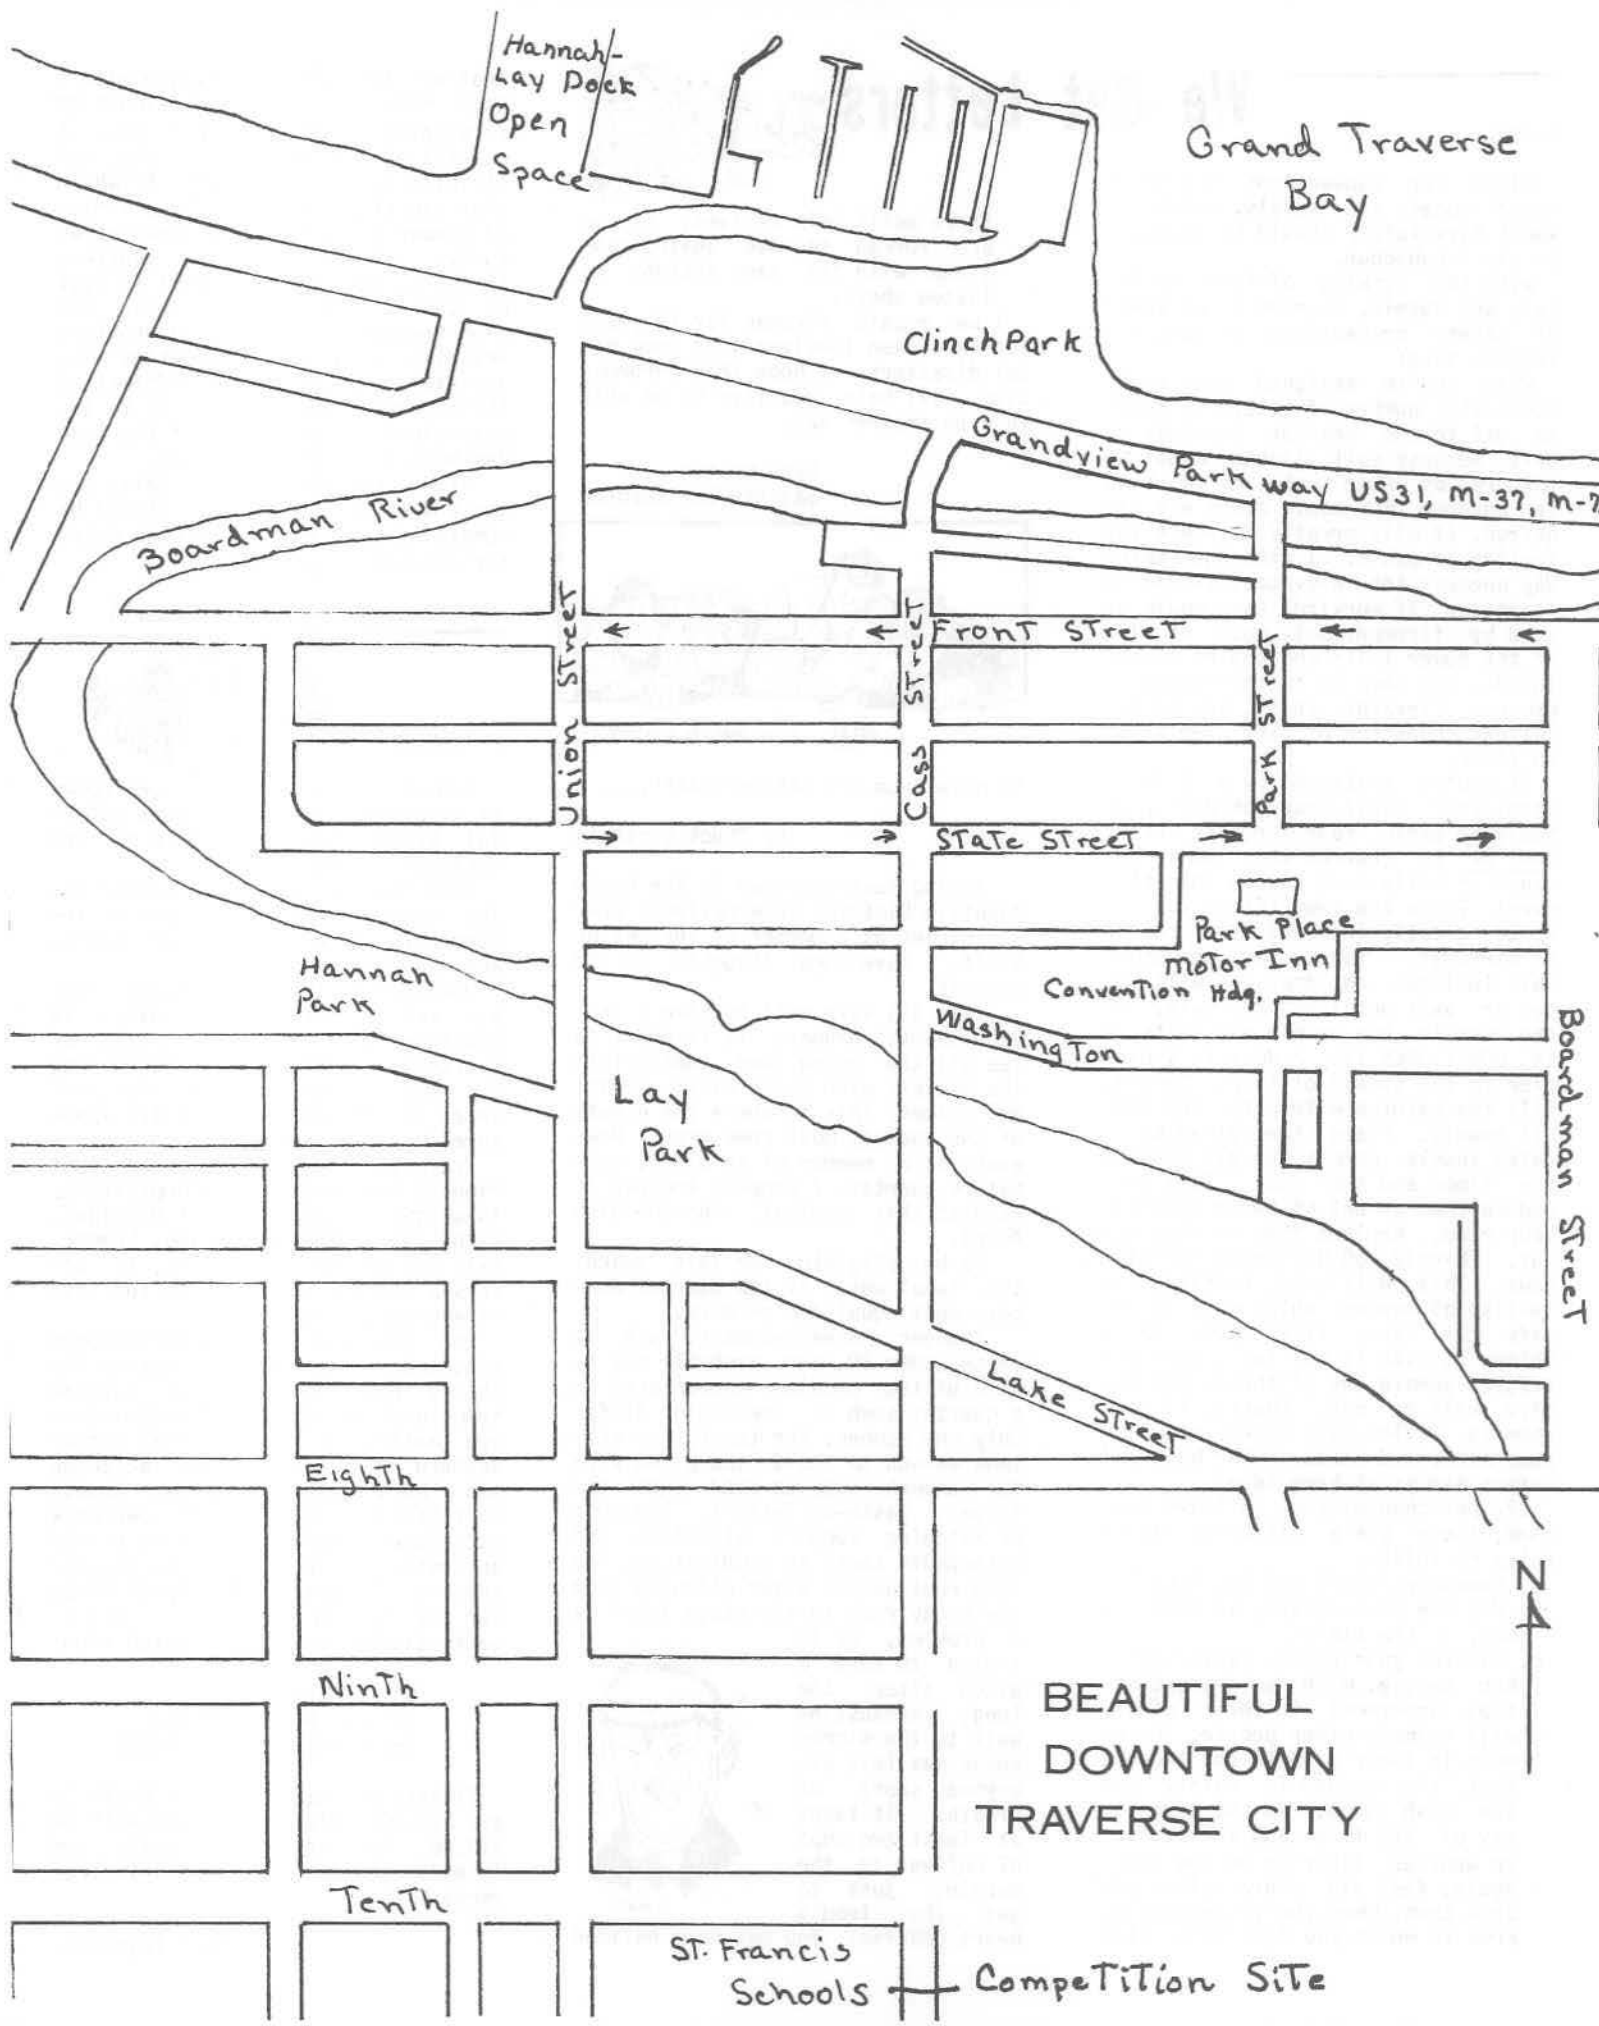 Hannah-
Lay Dock
Open
Space
Grand Traverse
Bay
Clinch Park
Grandview Parkway US31, M-37, M-7
Boardman River
Union Street
Cass Street
Front Street
Park Street
State Street
Park Place
Motor Inn
Convention Hdq.
Hannah
Park
Washington
Boardman Street
Lay
Park
Lake Street
Eighth
N
Ninth
BEAUTIFUL
DOWNTOWN
TRAVERSE CITY
Tenth
St. Francis
Schools
Competition Site